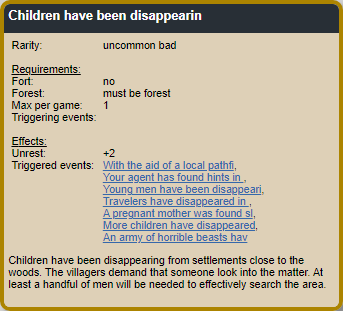 Children have been disappearin
Rarity: uncommon bad
Requirements:
Fort: no
Forest: must be forest
Max per game: 1
Triggering events:
Effects:
Unrest: +2
Triggered events: With the aid of a local pathfi,
Your agent has found hints in ,
Young men have been disappeari,
Travelers have disappeared in ,
A pregnant mother was found sl,
More children have disappeared,
An army of horrible beasts hav
Children have been disappearing from settlements close to the
woods. The villagers demand that someone look into the matter. At
least a handful of men will be needed to effectively search the area.